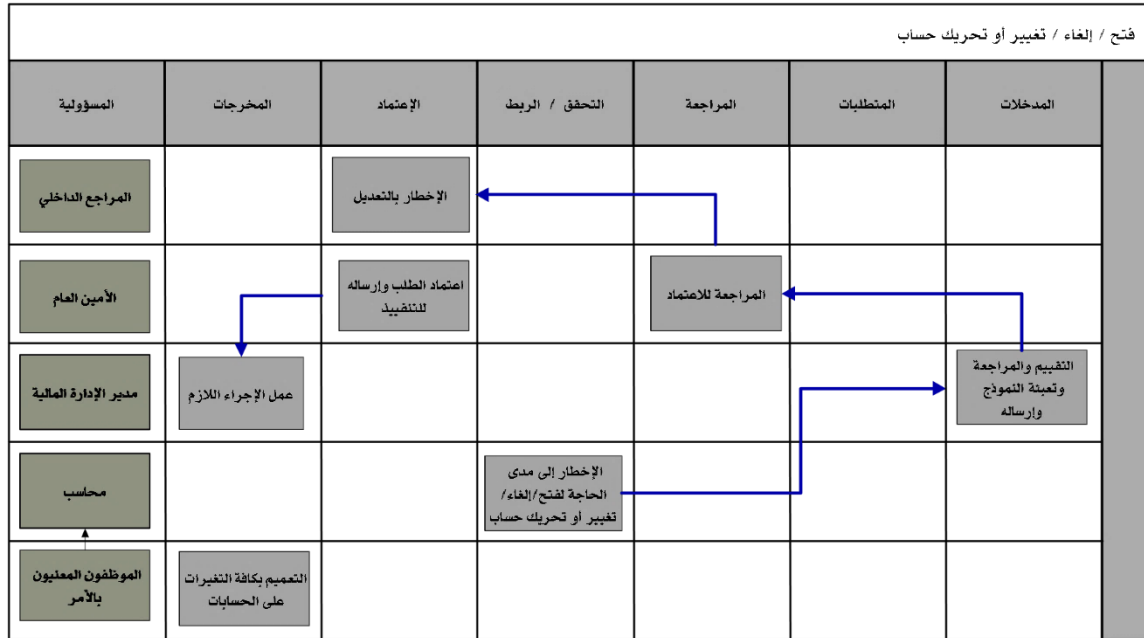 فتح / إلغاء / تغيير أو تحريك حساب
المدخلات
المتطلبات
المراجعة
التحقق / الربط
الإعتماد
المخرجات
المسؤولية
الإخطار بالتعديل
المراجع الداخلي
المراجعة للاعتماد
اعتماد الطلب وإرساله
للتنفييذ
الأمين العام
التقييم والمراجعة
وتعبئة النموذج
وإرساله
عمل الإجراء اللازم
مدير الإدارة المالية
الإخطار إلى مدى
الحاجة لفتح/إلغاء/
تغيير أو تحريك حساب
محاسب
التعميم بكافة التغيرات
على الحسابات
الموظفون المعنيون
بالأمر